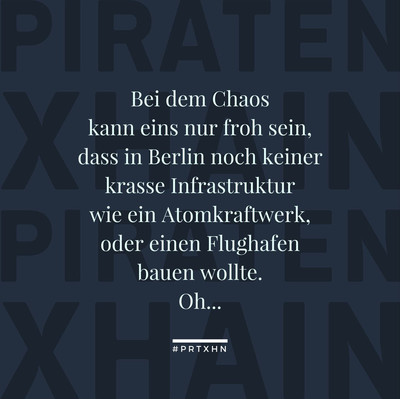 PIRATEN
XHAIN
PIRATEN
XHAIN
Bei dem Chaos
kann eins nur froh sein,
dass in Berlin noch keiner
krasse Infrastruktur
wie ein Atomkraftwerk,
oder einen Flughafen
bauen wollte.
Oh...
#PRTXHN